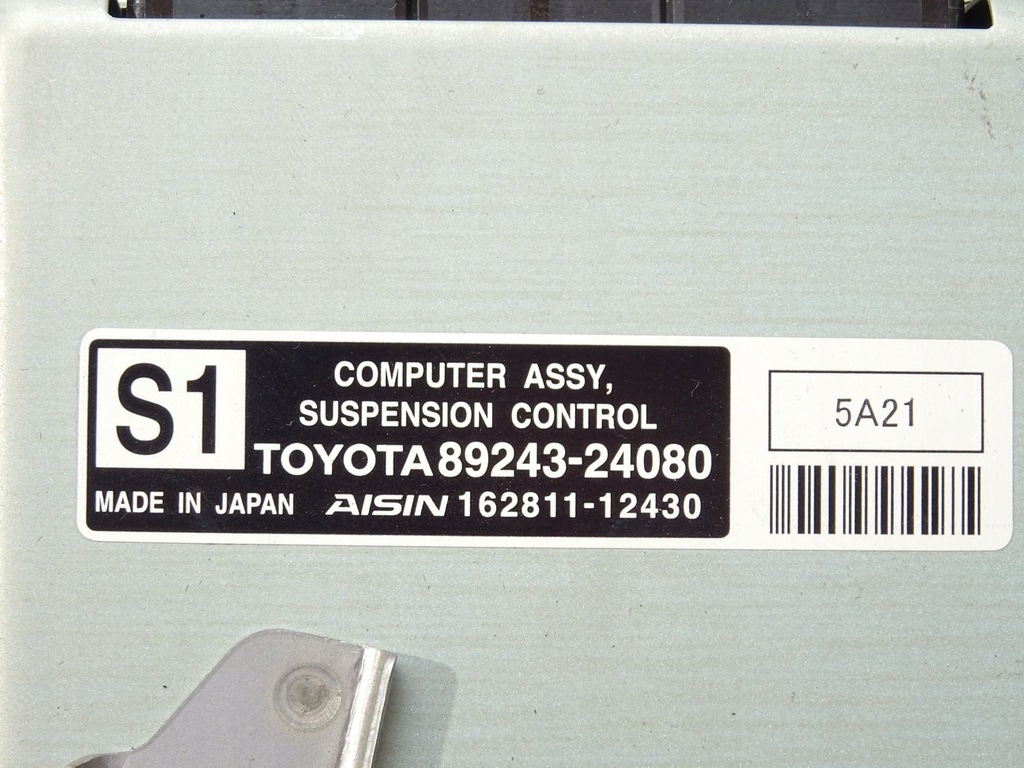 S1
COMPUTER ASSY,
SUSPENSION CONTROL
TOYOTA 89243-24080
MADE IN JAPAN AISIN 162811-12430
5A21